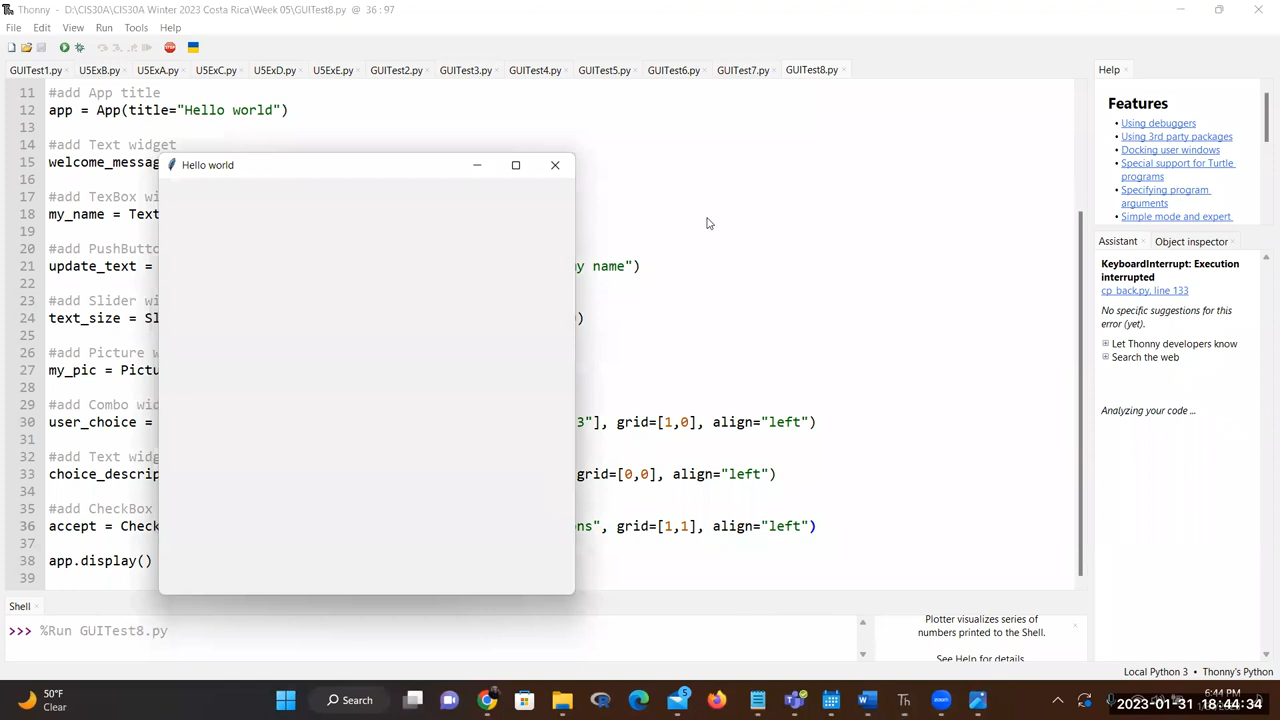 Thonny - D:\CIS30A\CIS30A Winter 2023 Costa Rica\Week 05\GUITest8.py @ 36 : 97
File Edit View Run Tools Help
GUITest1.py U5ExB.py U5ExA.py U5ExC.py U5ExD.py U5ExE.py GUITest2.py GUITest3.py GUITest4.py GUITest5.py GUITest6.py GUITest7.py GUITest8.py
11 #add App title
12 app = App(title="Hello world")
13
14 #add Text widget
15 welcome_messag
16
17 #add TexBox wi
18 my_name = Text
19
20 #add PushButto
21 update_text = y name")
22
23 #add Slider wi
24 text_size = Sl )
25
26 #add Picture w
27 my_pic = Pictu
28
29 #add Combo wid
30 user_choice = 3"], grid=[1,0], align="left")
31
32 #add Text widg
33 choice_descrip grid=[0,0], align="left")
34
35 #add CheckBox
36 accept = Check ns", grid=[1,1], align="left")
37
38 app.display()
39
Hello world
Shell
>>> %Run GUITest8.py
Plotter visualizes series of
numbers printed to the Shell.
See Help for details
Help
Features
Using debuggers
Using 3rd party packages
Docking user windows
Special support for Turtle
programs
Specifying program
arguments
Simple mode and expert
Assistant Object inspector
KeyboardInterrupt: Execution
interrupted
cp_back.py, line 133
No specific suggestions for this
error (yet).
Let Thonny developers know
Search the web
Analyzing your code ...
Local Python 3 • Thonny's Python
50°F
Clear
Search
5
Th
zoom
6:44 PM
2023-01-31 18:44:34